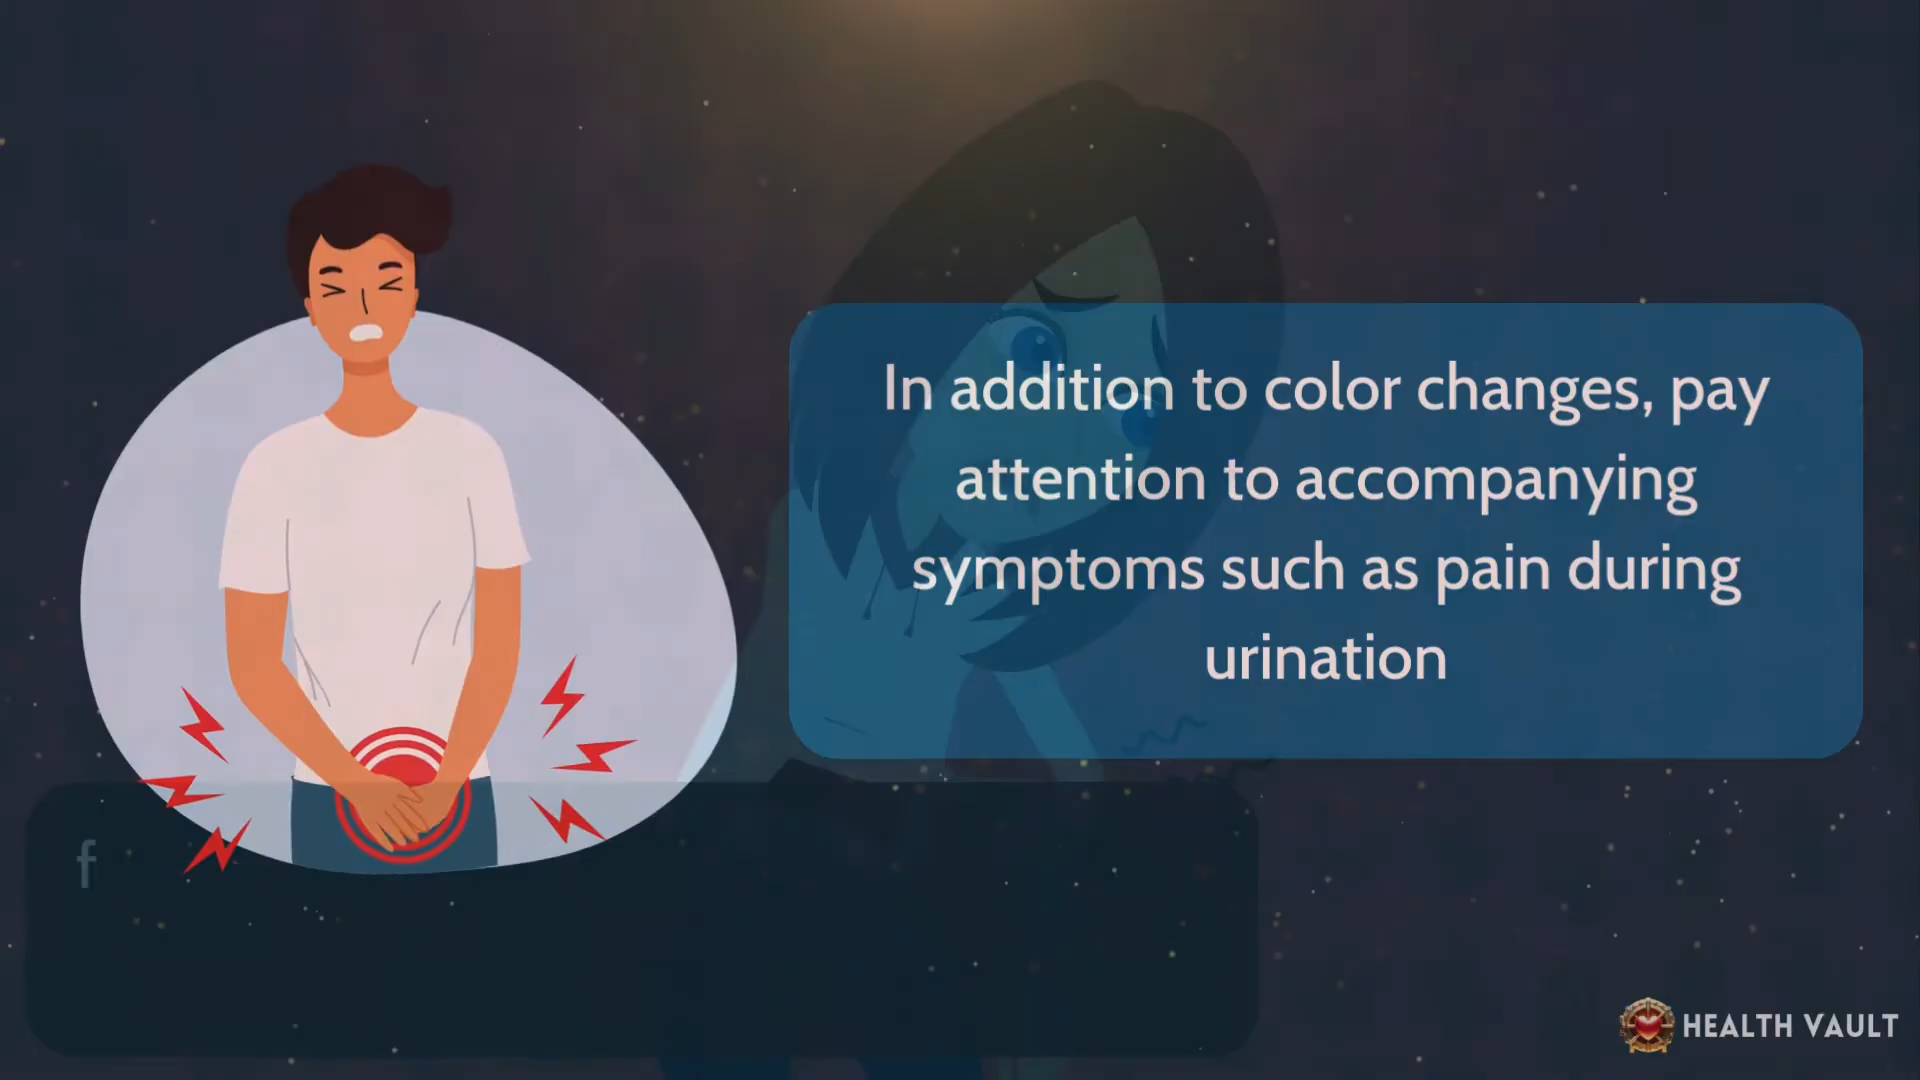 In addition to color changes, pay
attention to accompanying
symptoms such as pain during
urination
f
HEALTH VAULT